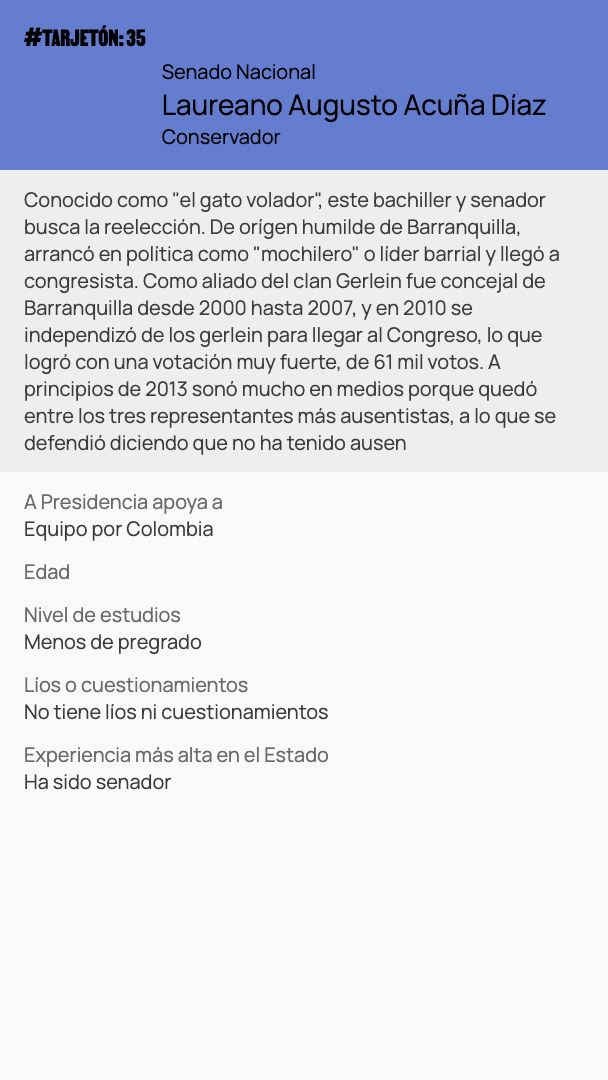 #TARJETÓN: 35
Senado Nacional
Laureano Augusto Acuña Díaz
Conservador
Conocido como "el gato volador", este bachiller y senador
busca la reelección. De orígen humilde de Barranquilla,
arrancó en política como "mochilero" o líder barrial y llegó a
congresista. Como aliado del clan Gerlein fue concejal de
Barranquilla desde 2000 hasta 2007, y en 2010 se
independizó de los gerlein para llegar al Congreso, lo que
logró con una votación muy fuerte, de 61 mil votos. A
principios de 2013 sonó mucho en medios porque quedó
entre los tres representantes más ausentistas, a lo que se
defendió diciendo que no ha tenido ausen
A Presidencia apoya a
Equipo por Colombia
Edad
Nivel de estudios
Menos de pregrado
Líos o cuestionamientos
No tiene líos ni cuestionamientos
Experiencia más alta en el Estado
Ha sido senador